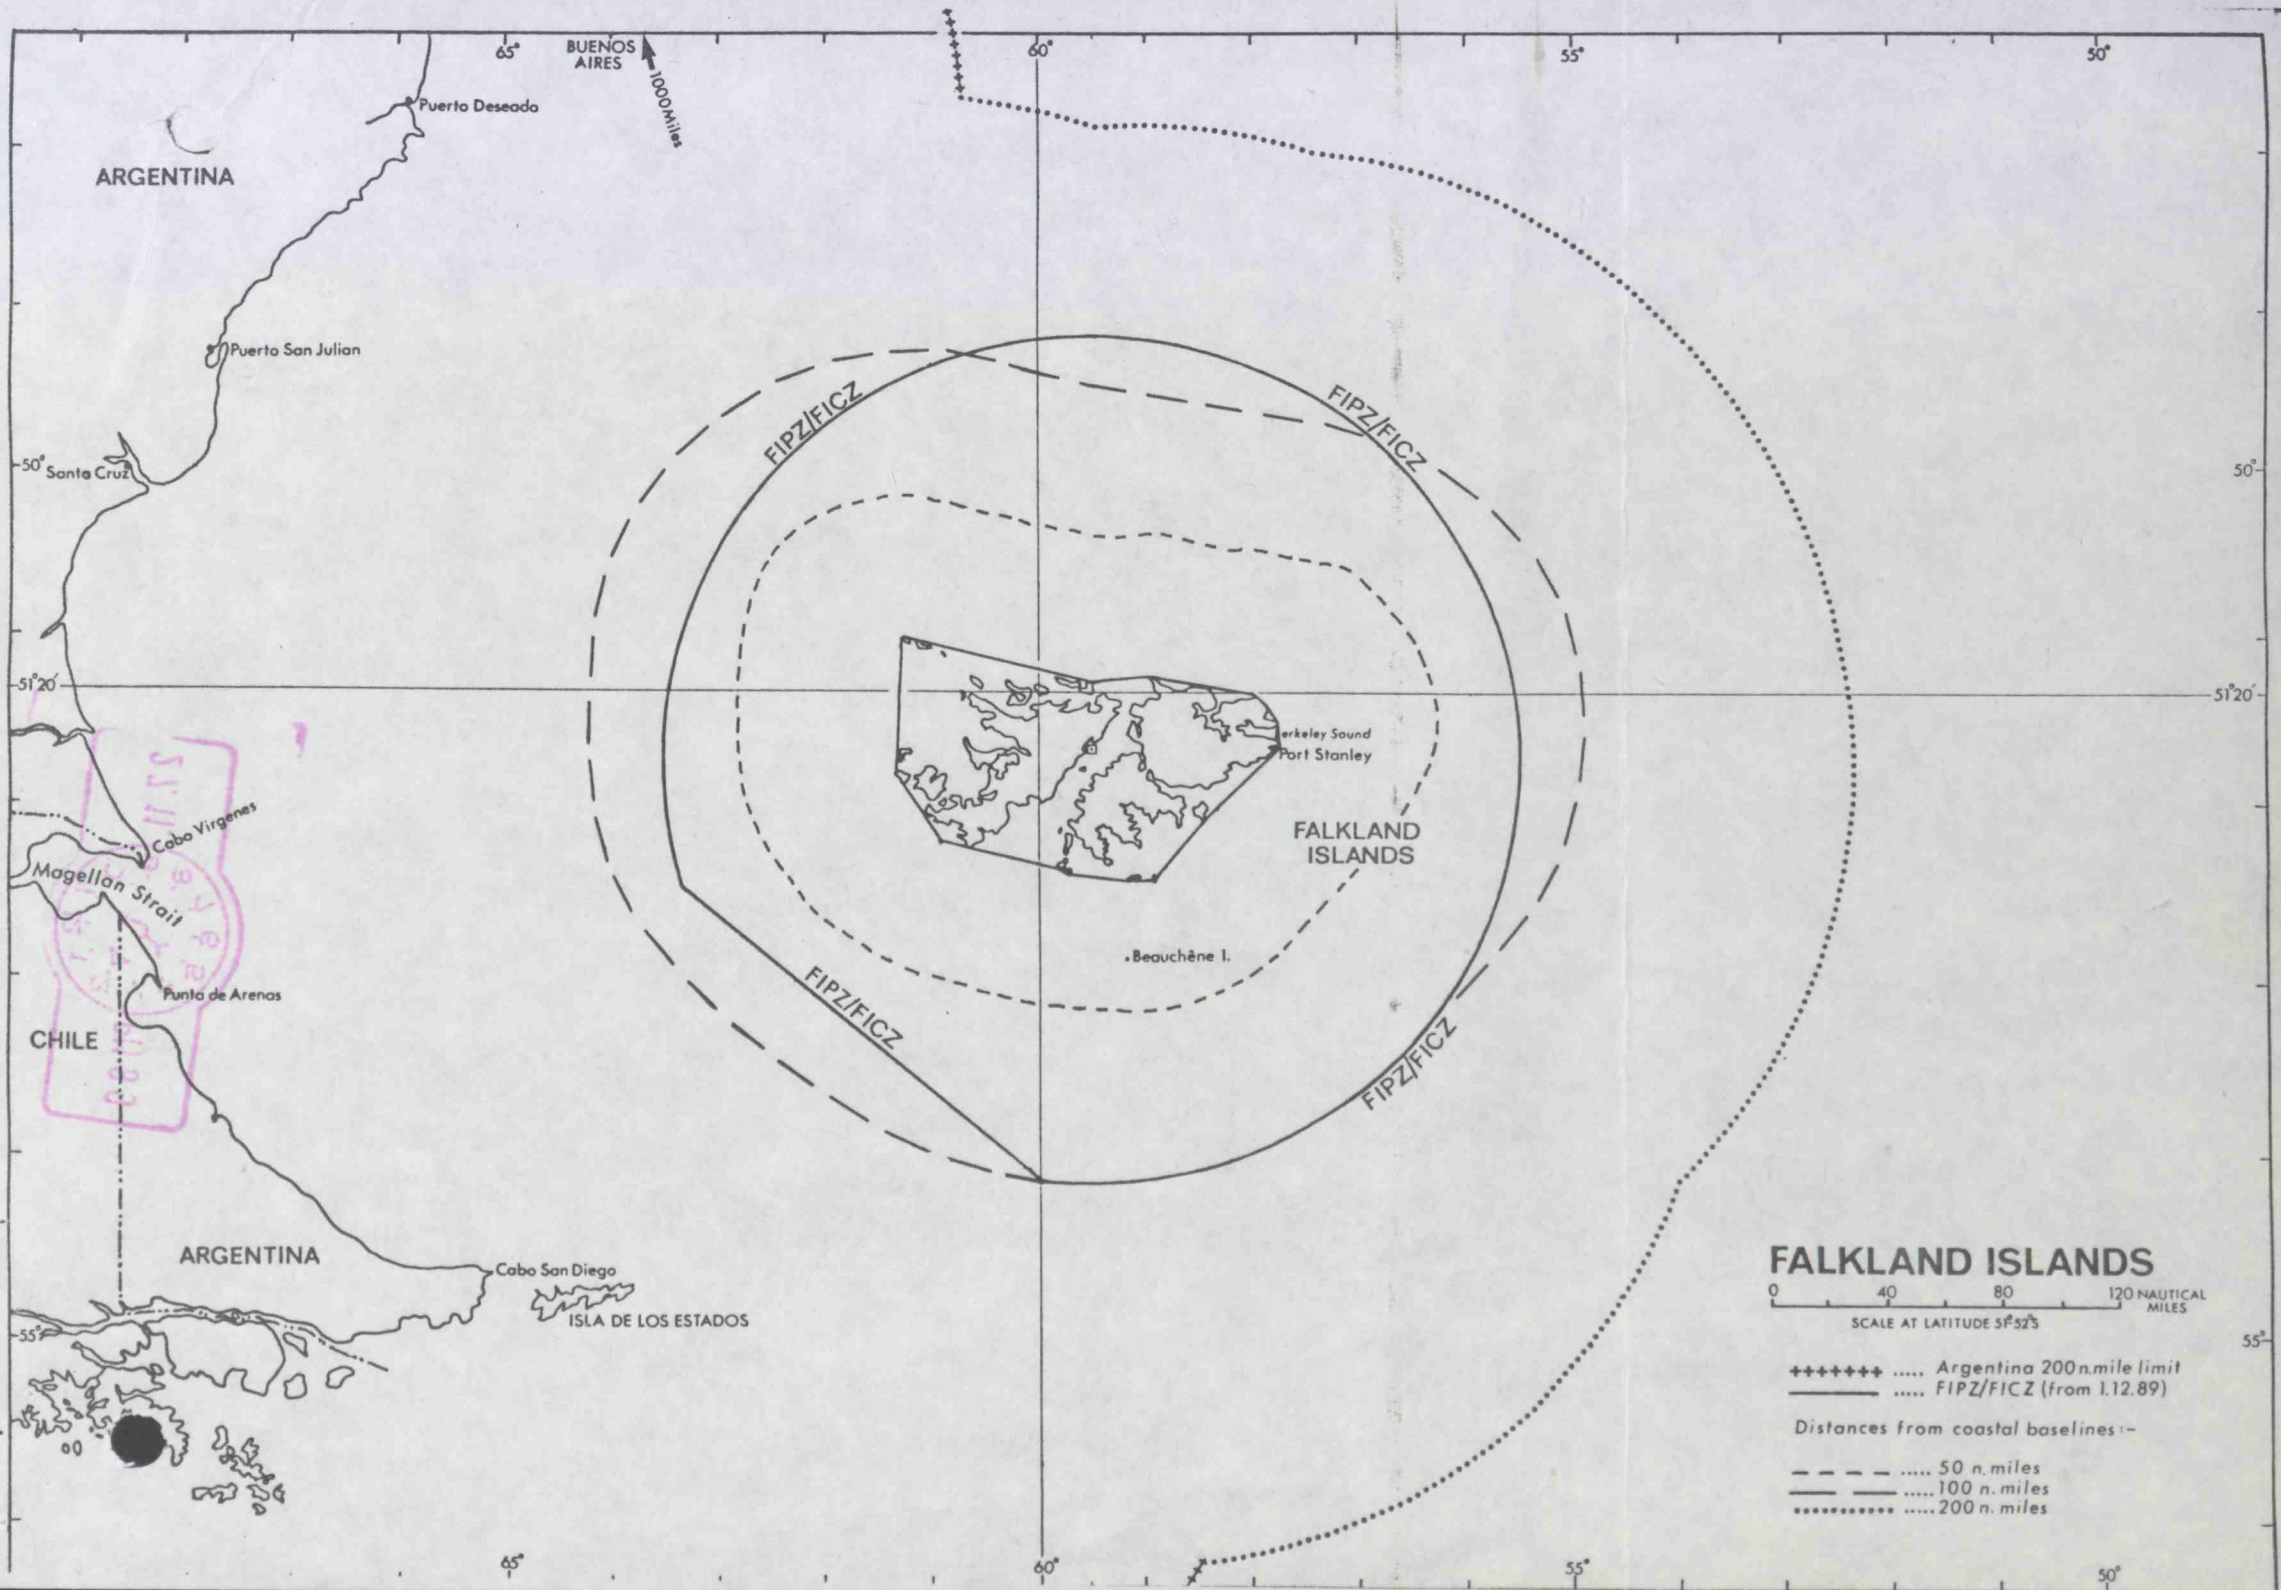 65°
BUENOS
AIRES
1000 Miles
60°
55°
50°
Puerto Deseado
ARGENTINA
Puerto San Julian
FIPZ/FICZ
FIPZ/FICZ
50°
Santa Cruz
50°
51°20′
51°20′
erkeley Sound
Port Stanley
Cabo Virgenes
FALKLAND
ISLANDS
Magellan Strait
Beauchêne I.
Punta de Arenas
FIPZ/FICZ
CHILE
FIPZ/FICZ
ARGENTINA
Cabo San Diego
ISLA DE LOS ESTADOS
FALKLAND ISLANDS
0 40 80 120 NAUTICAL
MILES
SCALE AT LATITUDE 51°52′S
55°
55°
+++++++ ..... Argentina 200 n.mile limit
..... FIPZ/FICZ (from 1.12.89)
Distances from coastal baselines:-
..... 50 n. miles
..... 100 n. miles
..... 200 n. miles
65°
60°
55°
50°